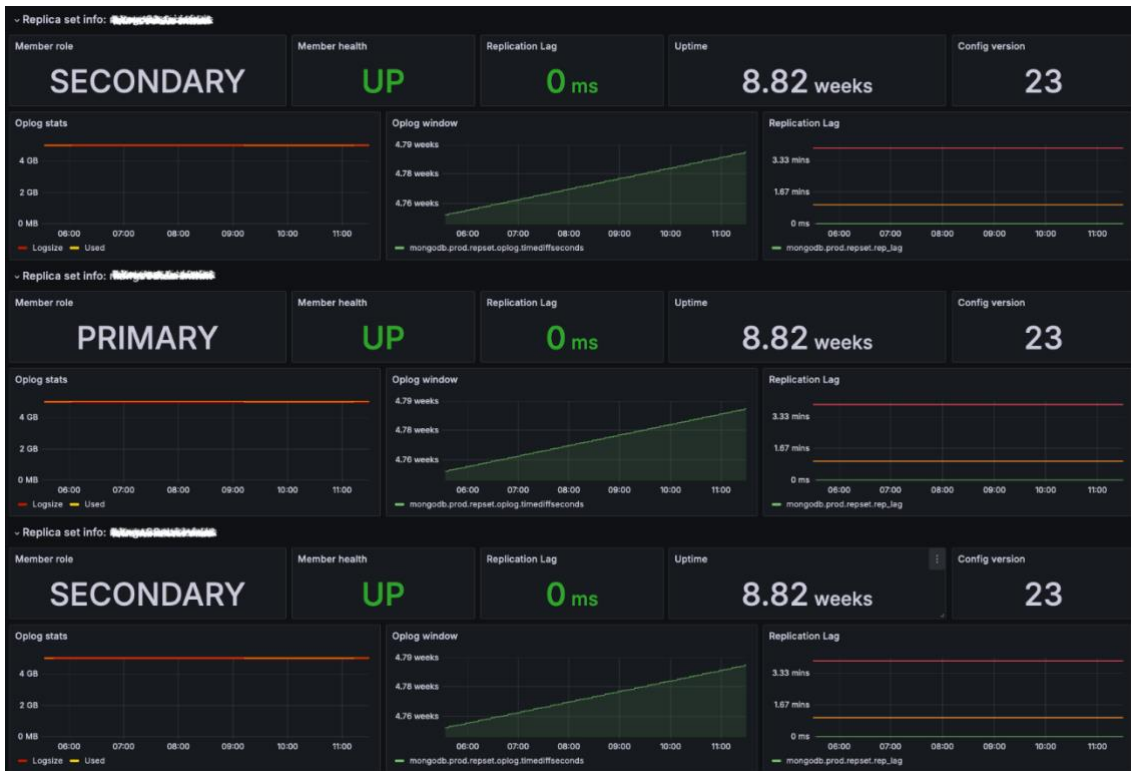 Replica set info:
Member role
Member health
Replication Lag
Uptime
Config version
SECONDARY
UP
0 ms
8.82 weeks
23
Oplog stats
Oplog window
Replication Lag
4 GB
2 GB
0 MB
06:00 07:00 08:00 09:00 10:00 11:00
Logsize Used
4.79 weeks
4.78 weeks
4.76 weeks
06:00 07:00 08:00 09:00 10:00 11:00
mongodb.prod.repset.oplog.timediffseconds
3.33 mins
1.67 mins
0 ms
06:00 07:00 08:00 09:00 10:00 11:00
mongodb.prod.repset.rep_lag
Replica set info:
Member role
Member health
Replication Lag
Uptime
Config version
PRIMARY
UP
0 ms
8.82 weeks
23
Oplog stats
Oplog window
Replication Lag
4 GB
2 GB
0 MB
06:00 07:00 08:00 09:00 10:00 11:00
Logsize Used
4.79 weeks
4.78 weeks
4.76 weeks
06:00 07:00 08:00 09:00 10:00 11:00
mongodb.prod.repset.oplog.timediffseconds
3.33 mins
1.67 mins
0 ms
06:00 07:00 08:00 09:00 10:00 11:00
mongodb.prod.repset.rep_lag
Replica set info:
Member role
Member health
Replication Lag
Uptime
Config version
SECONDARY
UP
0 ms
8.82 weeks
23
Oplog stats
Oplog window
Replication Lag
4 GB
2 GB
0 MB
06:00 07:00 08:00 09:00 10:00 11:00
Logsize Used
4.79 weeks
4.78 weeks
4.76 weeks
06:00 07:00 08:00 09:00 10:00 11:00
mongodb.prod.repset.oplog.timediffseconds
3.33 mins
1.67 mins
0 ms
06:00 07:00 08:00 09:00 10:00 11:00
mongodb.prod.repset.rep_lag